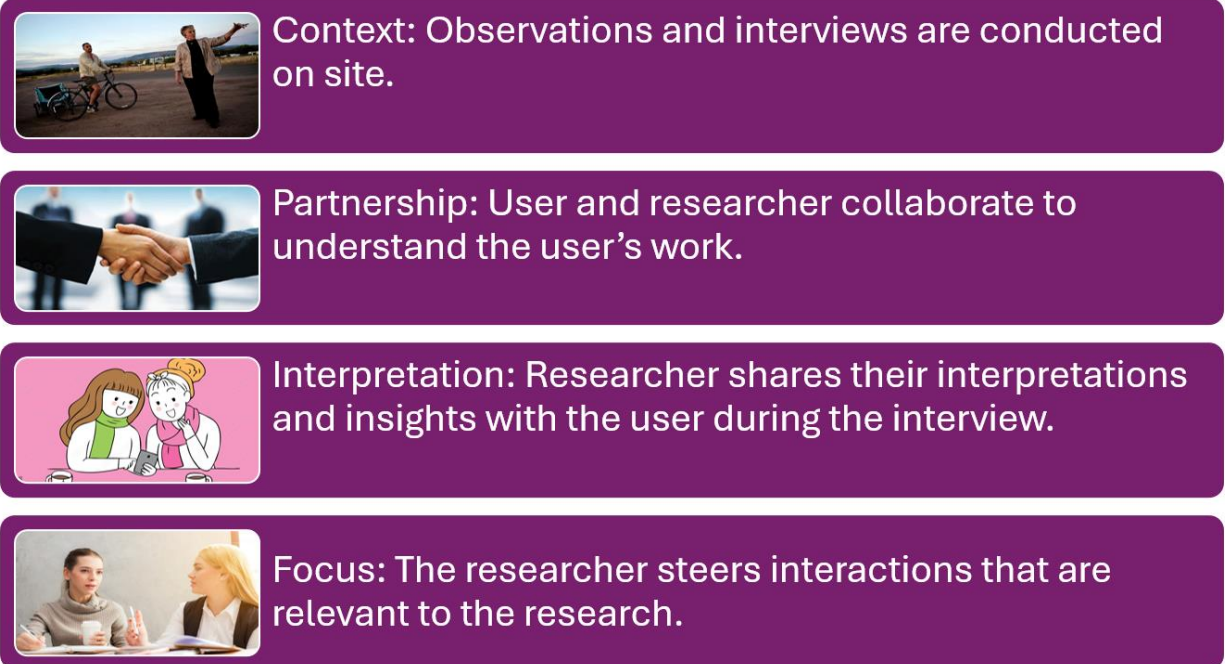 Context: Observations and interviews are conducted
on site.
Partnership: User and researcher collaborate to
understand the user’s work.
Interpretation: Researcher shares their interpretations
and insights with the user during the interview.
Focus: The researcher steers interactions that are
relevant to the research.